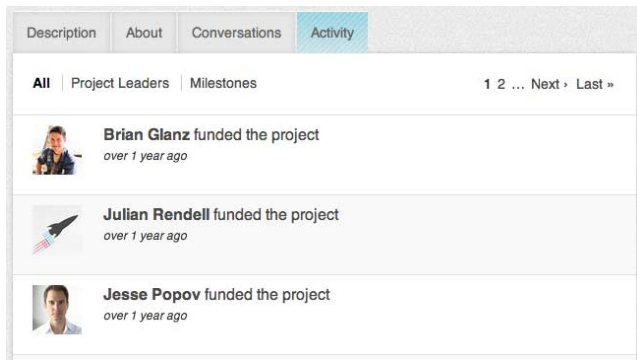 Description About Conversations Activity
All Project Leaders Milestones 1 2 ... Next › Last »
Brian Glanz funded the project
over 1 year ago
Julian Rendell funded the project
over 1 year ago
Jesse Popov funded the project
over 1 year ago